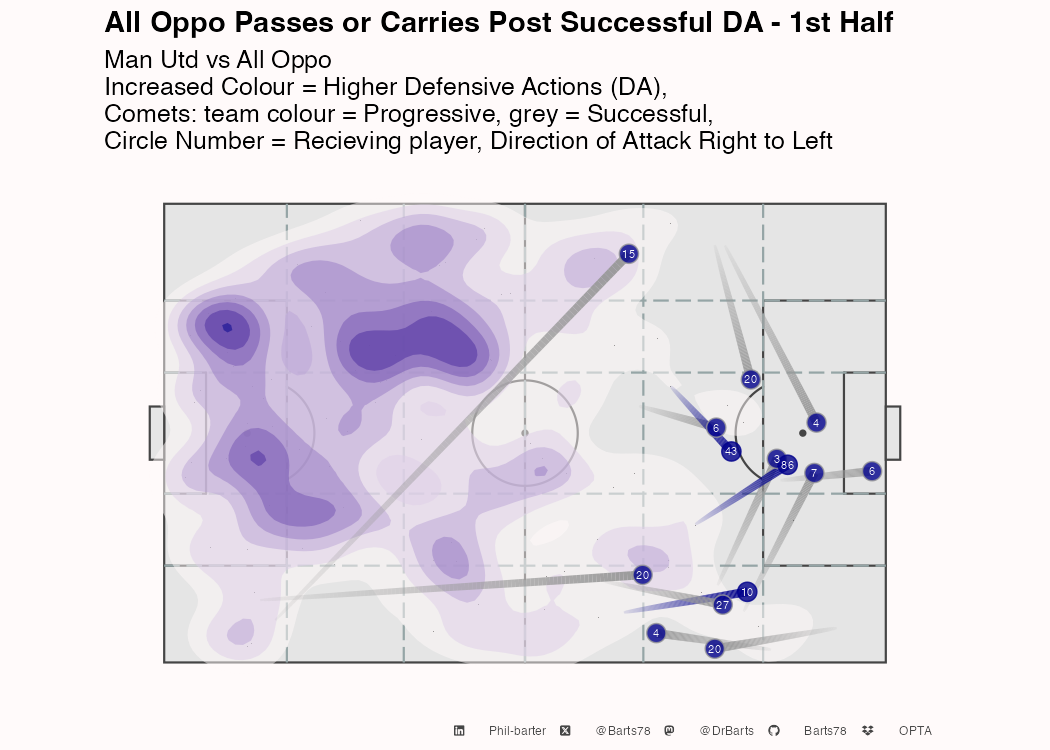 All Oppo Passes or Carries Post Successful DA - 1st Half
Man Utd vs All Oppo
Increased Colour = Higher Defensive Actions (DA),
Comets: team colour = Progressive, grey = Successful,
Circle Number = Recieving player, Direction of Attack Right to Left
15
20
4
6
43
3
86
7
6
20
10
27
4
20
Phil-barter @Barts78 @DrBarts Barts78 OPTA